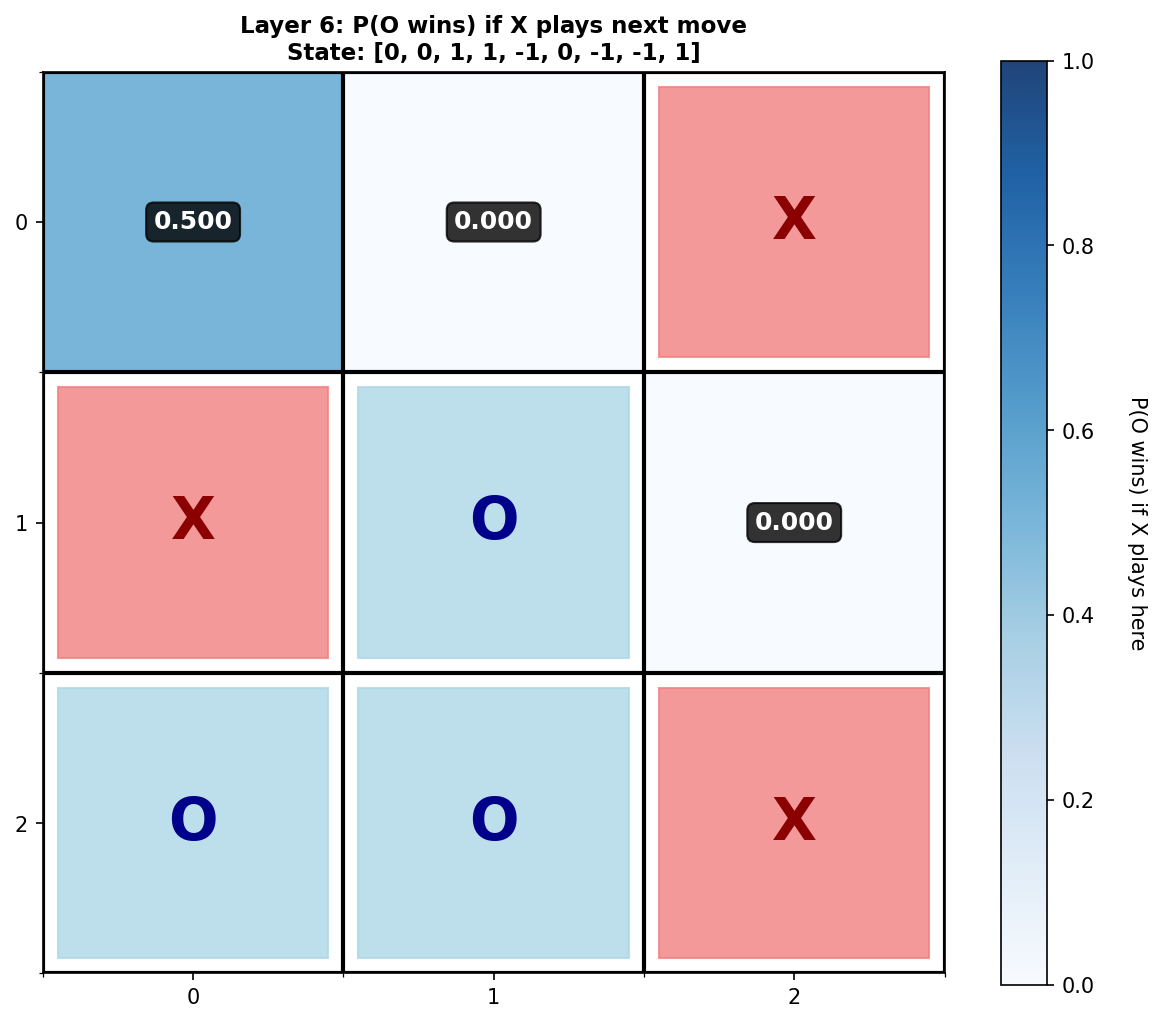 Layer 6: P(O wins) if X plays next move
State: [0, 0, 1, 1, -1, 0, -1, -1, 1]
0 0.500 0.000 X
1 X O 0.000
2 O O X
0 1 2
1.0
0.8
0.6
0.4
0.2
0.0
P(O wins) if X plays here